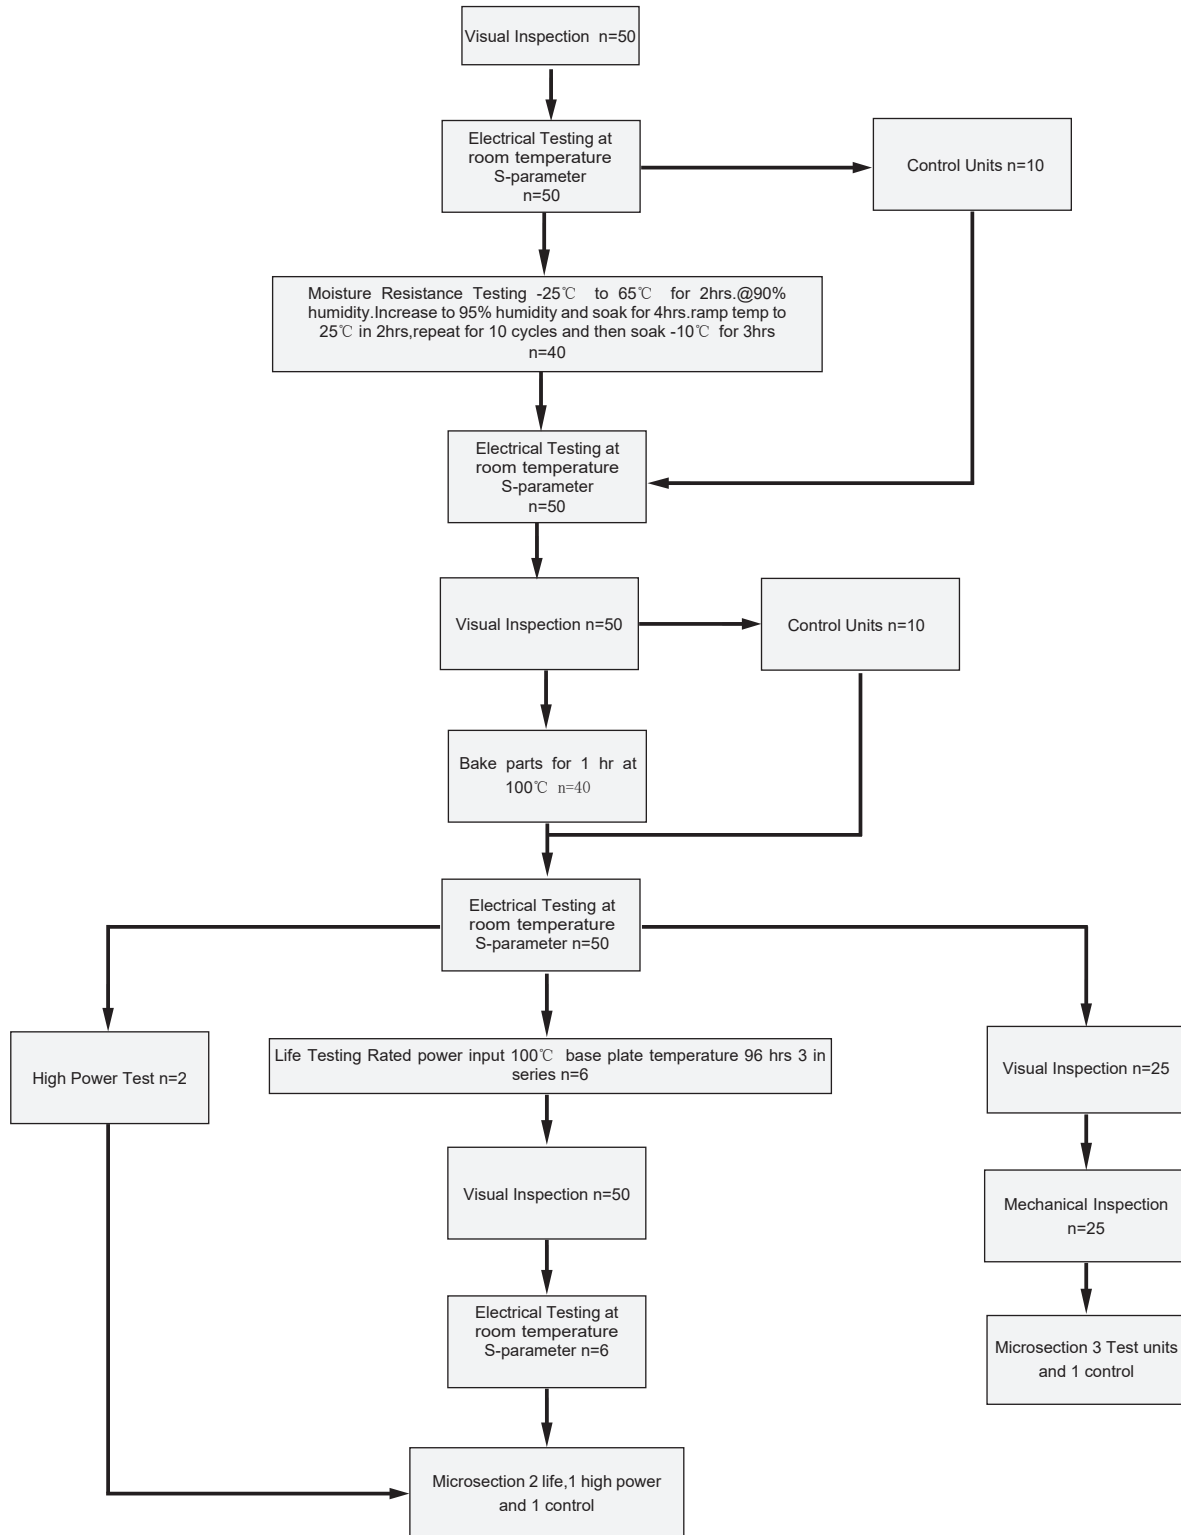 Visual Inspection n=50
Electrical Testing at
room temperature
S-parameter
n=50
Control Units n=10
Moisture Resistance Testing -25℃ to 65℃ for 2hrs.@90%
humidity.Increase to 95% humidity and soak for 4hrs.ramp temp to
25℃ in 2hrs,repeat for 10 cycles and then soak -10℃ for 3hrs
n=40
Electrical Testing at
room temperature
S-parameter
n=50
Visual Inspection n=50
Control Units n=10
Bake parts for 1 hr at
100℃ n=40
Electrical Testing at
room temperature
S-parameter n=50
High Power Test n=2
Life Testing Rated power input 100℃ base plate temperature 96 hrs 3 in
series n=6
Visual Inspection n=25
Visual Inspection n=50
Mechanical Inspection
n=25
Electrical Testing at
room temperature
S-parameter n=6
Microsection 3 Test units
and 1 control
Microsection 2 life,1 high power
and 1 control